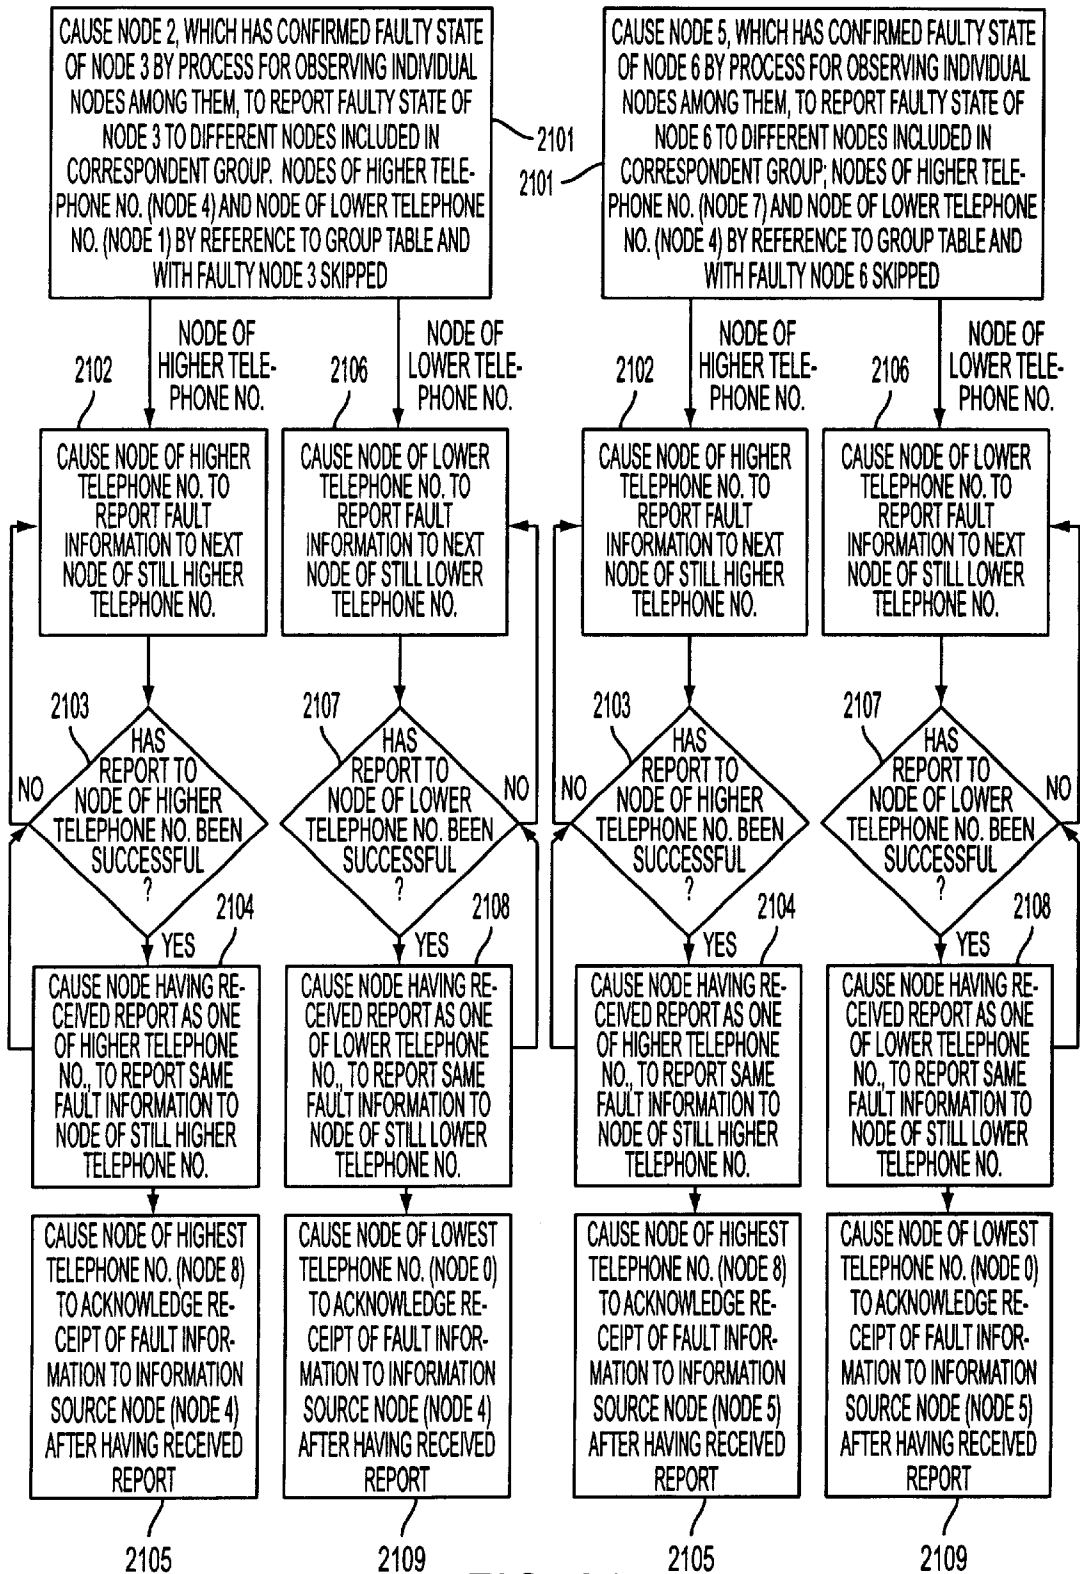 CAUSE NODE 2, WHICH HAS CONFIRMED FAULTY STATE
OF NODE 3 BY PROCESS FOR OBSERVING INDIVIDUAL
NODES AMONG THEM, TO REPORT FAULTY STATE OF
NODE 3 TO DIFFERENT NODES INCLUDED IN
CORRESPONDENT GROUP. NODES OF HIGHER TELE-
PHONE NO. (NODE 4) AND NODE OF LOWER TELEPHONE
NO. (NODE 1) BY REFERENCE TO GROUP TABLE AND
WITH FAULTY NODE 3 SKIPPED
2101
CAUSE NODE 5, WHICH HAS CONFIRMED FAULTY STATE
OF NODE 6 BY PROCESS FOR OBSERVING INDIVIDUAL
NODES AMONG THEM, TO REPORT FAULTY STATE OF
NODE 6 TO DIFFERENT NODES INCLUDED IN
CORRESPONDENT GROUP; NODES OF HIGHER TELE-
PHONE NO. (NODE 7) AND NODE OF LOWER TELEPHONE
NO. (NODE 4) BY REFERENCE TO GROUP TABLE AND
WITH FAULTY NODE 6 SKIPPED
2101
NODE OF
HIGHER TELE-
PHONE NO.
2102
CAUSE NODE OF HIGHER
TELEPHONE NO. TO
REPORT FAULT
INFORMATION TO NEXT
NODE OF STILL HIGHER
TELEPHONE NO.
2103
HAS
REPORT TO
NODE OF HIGHER
TELEPHONE NO. BEEN
SUCCESSFUL
?
NO
YES
2104
CAUSE NODE HAVING RE-
CEIVED REPORT AS ONE
OF HIGHER TELEPHONE
NO., TO REPORT SAME
FAULT INFORMATION TO
NODE OF STILL HIGHER
TELEPHONE NO.
CAUSE NODE OF HIGHEST
TELEPHONE NO. (NODE 8)
TO ACKNOWLEDGE RE-
CEIPT OF FAULT INFOR-
MATION TO INFORMATION
SOURCE NODE (NODE 4)
AFTER HAVING RECEIVED
REPORT
2105
NODE OF
LOWER TELE-
PHONE NO.
2106
CAUSE NODE OF LOWER
TELEPHONE NO. TO
REPORT FAULT
INFORMATION TO NEXT
NODE OF STILL LOWER
TELEPHONE NO.
2107
HAS
REPORT TO
NODE OF LOWER
TELEPHONE NO. BEEN
SUCCESSFUL
?
NO
YES
2108
CAUSE NODE HAVING RE-
CEIVED REPORT AS ONE
OF LOWER TELEPHONE
NO., TO REPORT SAME
FAULT INFORMATION TO
NODE OF STILL LOWER
TELEPHONE NO.
CAUSE NODE OF LOWEST
TELEPHONE NO. (NODE 0)
TO ACKNOWLEDGE RE-
CEIPT OF FAULT INFOR-
MATION TO INFORMATION
SOURCE NODE (NODE 4)
AFTER HAVING RECEIVED
REPORT
2109
NODE OF
HIGHER TELE-
PHONE NO.
2102
CAUSE NODE OF HIGHER
TELEPHONE NO. TO
REPORT FAULT
INFORMATION TO NEXT
NODE OF STILL HIGHER
TELEPHONE NO.
2103
HAS
REPORT TO
NODE OF HIGHER
TELEPHONE NO. BEEN
SUCCESSFUL
?
NO
YES
2104
CAUSE NODE HAVING RE-
CEIVED REPORT AS ONE
OF HIGHER TELEPHONE
NO., TO REPORT SAME
FAULT INFORMATION TO
NODE OF STILL HIGHER
TELEPHONE NO.
CAUSE NODE OF HIGHEST
TELEPHONE NO. (NODE 8)
TO ACKNOWLEDGE RE-
CEIPT OF FAULT INFOR-
MATION TO INFORMATION
SOURCE NODE (NODE 5)
AFTER HAVING RECEIVED
REPORT
2105
NODE OF
LOWER TELE-
PHONE NO.
2106
CAUSE NODE OF LOWER
TELEPHONE NO. TO
REPORT FAULT
INFORMATION TO NEXT
NODE OF STILL LOWER
TELEPHONE NO.
2107
HAS
REPORT TO
NODE OF LOWER
TELEPHONE NO. BEEN
SUCCESSFUL
?
NO
YES
2108
CAUSE NODE HAVING RE-
CEIVED REPORT AS ONE
OF LOWER TELEPHONE
NO., TO REPORT SAME
FAULT INFORMATION TO
NODE OF STILL LOWER
TELEPHONE NO.
CAUSE NODE OF LOWEST
TELEPHONE NO. (NODE 0)
TO ACKNOWLEDGE RE-
CEIPT OF FAULT INFOR-
MATION TO INFORMATION
SOURCE NODE (NODE 5)
AFTER HAVING RECEIVED
REPORT
2109